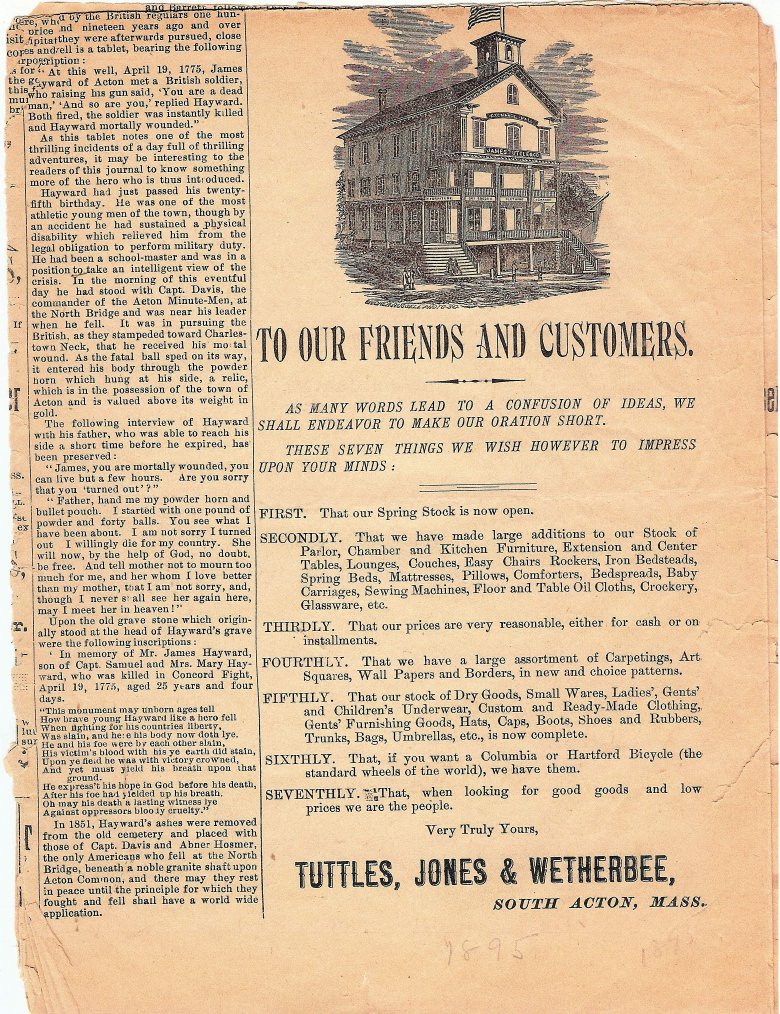 and Barrett followed
d by the British regulars one hun-
nd nineteen years ago and over
they were afterwards pursued, close
and
ell is a tablet, bearing the following
scription :
"At this well, April 19, 1775, James
Hayward of Acton met a British soldier,
who raising his gun said, 'You are a dead
man,' 'And so are you,' replied Hayward.
Both fired, the soldier was instantly killed
and Hayward mortally wounded."
As this tablet notes one of the most
thrilling incidents of a day full of thrilling
adventures, it may be interesting to the
readers of this journal to know something
more of the hero who is thus introduced.
Hayward had just passed his twenty-
fifth birthday. He was one of the most
athletic young men of the town, though by
an accident he had sustained a physical
disability which relieved him from the
legal obligation to perform military duty.
He had been a school-master and was in a
position to take an intelligent view of the
crisis. In the morning of this eventful
day he had stood with Capt. Davis, the
commander of the Acton Minute-Men, at
the North Bridge and was near his leader
when he fell. It was in pursuing the
British, as they stampeded toward Charles-
town Neck, that he received his mortal
wound. As the fatal ball sped on its way,
it entered his body through the powder
horn which hung at his side, a relic,
which is in the possession of the town of
Acton and is valued above its weight in
gold.
The following interview of Hayward
with his father, who was able to reach his
side a short time before he expired, has
been preserved :
"James, you are mortally wounded, you
can live but a few hours. Are you sorry
that you 'turned out'?"
"Father, hand me my powder horn and
bullet pouch. I started with one pound of
powder and forty balls. You see what I
have been about. I am not sorry I turned
out I willingly die for my country. She
will now, by the help of God, no doubt,
be free. And tell mother not to mourn too
much for me, and her whom I love better
than my mother, that I am not sorry, and,
though I never shall see her again here,
may I meet her in heaven!"
Upon the old grave stone which origin-
ally stood at the head of Hayward's grave
were the following inscriptions :
' In memory of Mr. James Hayward,
son of Capt. Samuel and Mrs. Mary Hay-
ward, who was killed in Concord Fight,
April 19, 1775, aged 25 years and four
days.
"This monument may unborn ages tell
How brave young Hayward like a hero fell
When fighting for his countries liberty,
Was slain, and here his body now doth lye.
He and his foe were by each other slain,
His victim's blood with his ye earth did stain,
Upon ye field he was with victory crowned,
And yet must yield his breath upon that
ground.
He express't his hope in God before his death,
After his foe had yielded up his breath.
Oh may his death a lasting witness lye
Against oppressors bloody cruelty."
In 1851, Hayward's ashes were removed
from the old cemetery and placed with
those of Capt. Davis and Abner Hosmer,
the only Americans who fell at the North
Bridge, beneath a noble granite shaft upon
Acton Common, and there may they rest
in peace until the principle for which they
fought and fell shall have a world wide
application.
EXCHANGE HALL
TO OUR FRIENDS AND CUSTOMERS.
AS MANY WORDS LEAD TO A CONFUSION OF IDEAS, WE
SHALL ENDEAVOR TO MAKE OUR ORATION SHORT.
THESE SEVEN THINGS WE WISH HOWEVER TO IMPRESS
UPON YOUR MINDS :
FIRST. That our Spring Stock is now open.
SECONDLY. That we have made large additions to our Stock of
Parlor, Chamber and Kitchen Furniture, Extension and Center
Tables, Lounges, Couches, Easy Chairs Rockers, Iron Bedsteads,
Spring Beds, Mattresses, Pillows, Comforters, Bedspreads, Baby
Carriages, Sewing Machines, Floor and Table Oil Cloths, Crockery,
Glassware, etc.
THIRDLY. That our prices are very reasonable, either for cash or on
installments.
FOURTHLY. That we have a large assortment of Carpetings, Art
Squares, Wall Papers and Borders, in new and choice patterns.
FIFTHLY. That our stock of Dry Goods, Small Wares, Ladies', Gents'
and Children's Underwear, Custom and Ready-Made Clothing,
Gents' Furnishing Goods, Hats, Caps, Boots, Shoes and Rubbers,
Trunks, Bags, Umbrellas, etc., is now complete.
SIXTHLY. That, if you want a Columbia or Hartford Bicycle (the
standard wheels of the world), we have them.
SEVENTHLY. That, when looking for good goods and low
prices we are the people.
Very Truly Yours,
TUTTLES, JONES & WETHERBEE,
SOUTH ACTON, MASS.
1895